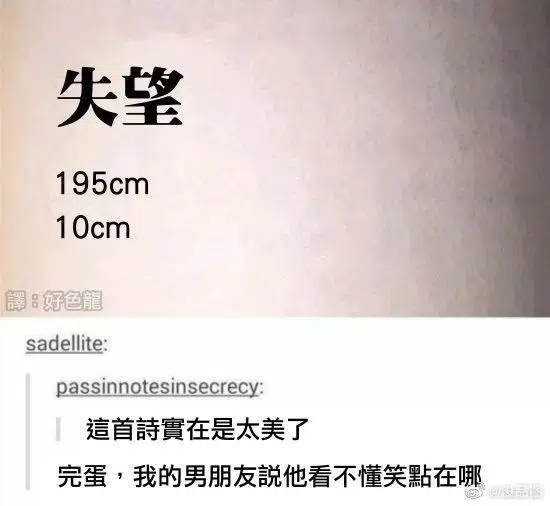 失望
195cm
10cm
譯：好色龍
sadellite:
passinnotesinsecrecy:
這首詩實在是太美了
完蛋，我的男朋友説他看不懂笑點在哪